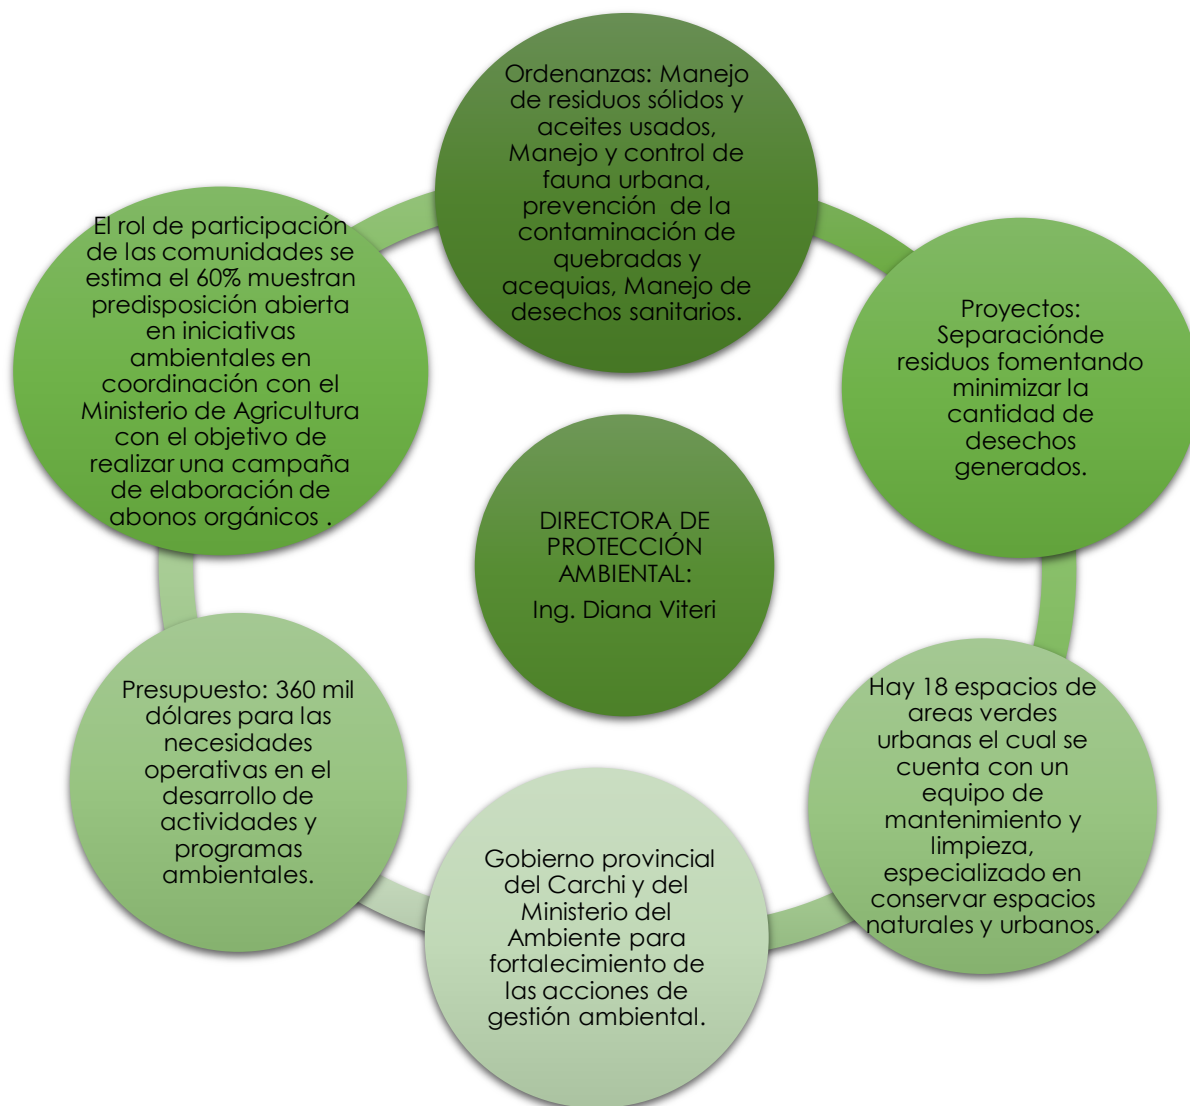 Ordenanzas: Manejo
de residuos sólidos y
aceites usados,
Manejo y control de
fauna urbana,
prevención de la
contaminación de
quebradas y
acequias, Manejo de
desechos sanitarios.
Proyectos:
Separaciónde
residuos fomentando
minimizar la
cantidad de
desechos
generados.
Hay 18 espacios de
areas verdes
urbanas el cual se
cuenta con un
equipo de
mantenimiento y
limpieza,
especializado en
conservar espacios
naturales y urbanos.
Gobierno provincial
del Carchi y del
Ministerio del
Ambiente para
fortalecimiento de
las acciones de
gestión ambiental.
Presupuesto: 360 mil
dólares para las
necesidades
operativas en el
desarrollo de
actividades y
programas
ambientales.
El rol de participación
de las comunidades se
estima el 60% muestran
predisposición abierta
en iniciativas
ambientales en
coordinación con el
Ministerio de Agricultura
con el objetivo de
realizar una campaña
de elaboración de
abonos orgánicos .
DIRECTORA DE
PROTECCIÓN
AMBIENTAL:
Ing. Diana Viteri